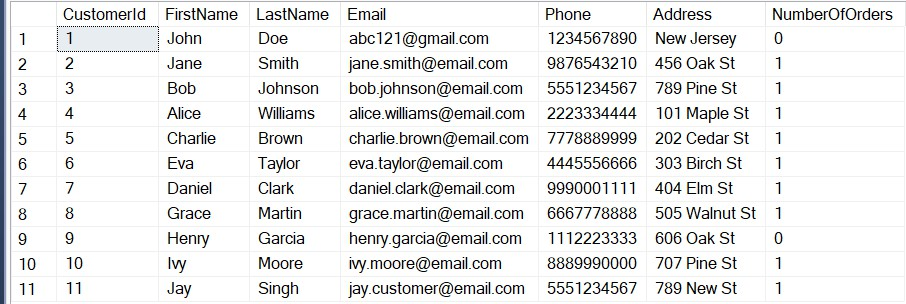 CustomerId FirstName LastName Email Phone Address NumberOfOrders
1 1 John Doe abc121@gmail.com 1234567890 New Jersey 0
2 2 Jane Smith jane.smith@email.com 9876543210 456 Oak St 1
3 3 Bob Johnson bob.johnson@email.com 5551234567 789 Pine St 1
4 4 Alice Williams alice.williams@email.com 2223334444 101 Maple St 1
5 5 Charlie Brown charlie.brown@email.com 7778889999 202 Cedar St 1
6 6 Eva Taylor eva.taylor@email.com 4445556666 303 Birch St 1
7 7 Daniel Clark daniel.clark@email.com 9990001111 404 Elm St 1
8 8 Grace Martin grace.martin@email.com 6667778888 505 Walnut St 1
9 9 Henry Garcia henry.garcia@email.com 1112223333 606 Oak St 0
10 10 Ivy Moore ivy.moore@email.com 8889990000 707 Pine St 1
11 11 Jay Singh jay.customer@email.com 5551234567 789 New St 1